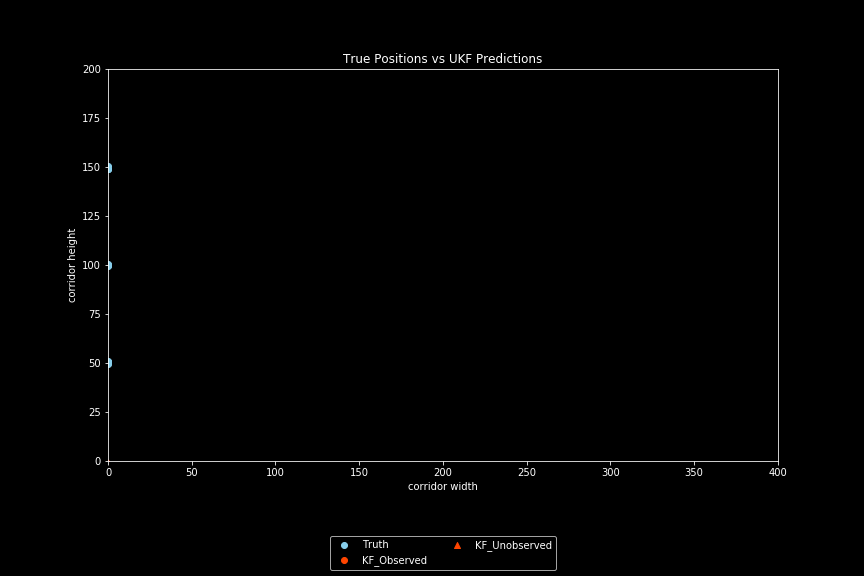 True Positions vs UKF Predictions
200
175
150
125
100
75
50
25
0
corridor height
0 50 100 150 200 250 300 350 400
corridor width
Truth KF_Unobserved
KF_Observed